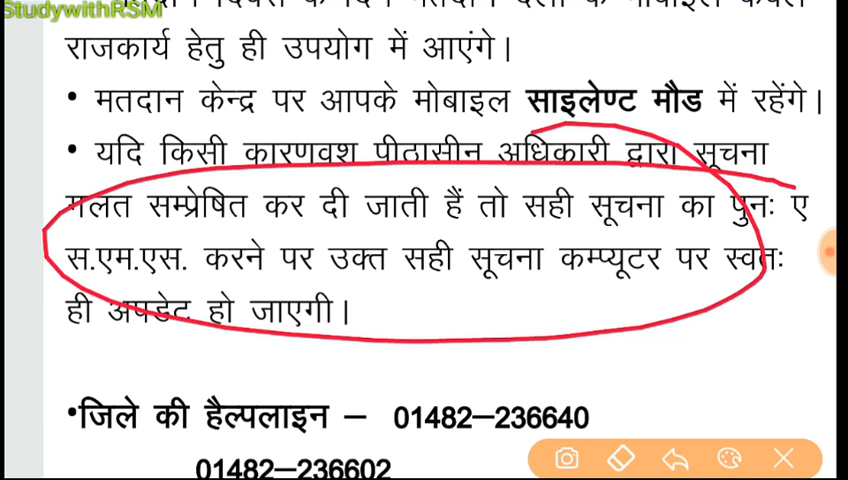 StudywithRSM
राजकार्य हेतु ही उपयोग में आएंगे।
• मतदान केन्द्र पर आपके मोबाइल साइलेण्ट मौड में रहेंगे।
• यदि किसी कारणवश पीठासीन अधिकारी द्वारा सूचना
गलत सम्प्रेषित कर दी जाती हैं तो सही सूचना का पुनः ए
स.एम.एस. करने पर उक्त सही सूचना कम्प्यूटर पर स्वतः
ही अपडेट हो जाएगी।
•जिले की हैल्पलाइन – 01482–236640
01482–236602